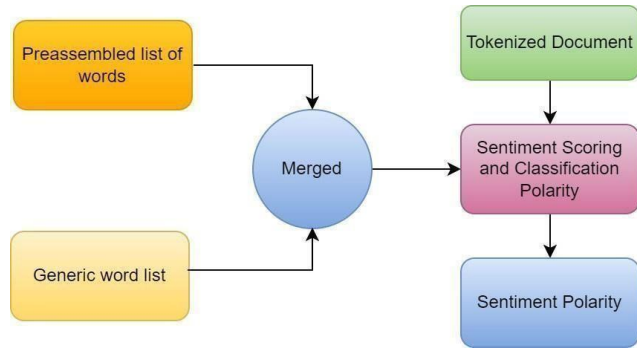 Preassembled list of
words
Tokenized Document
Merged
Sentiment Scoring
and Classification
Polarity
Generic word list
Sentiment Polarity